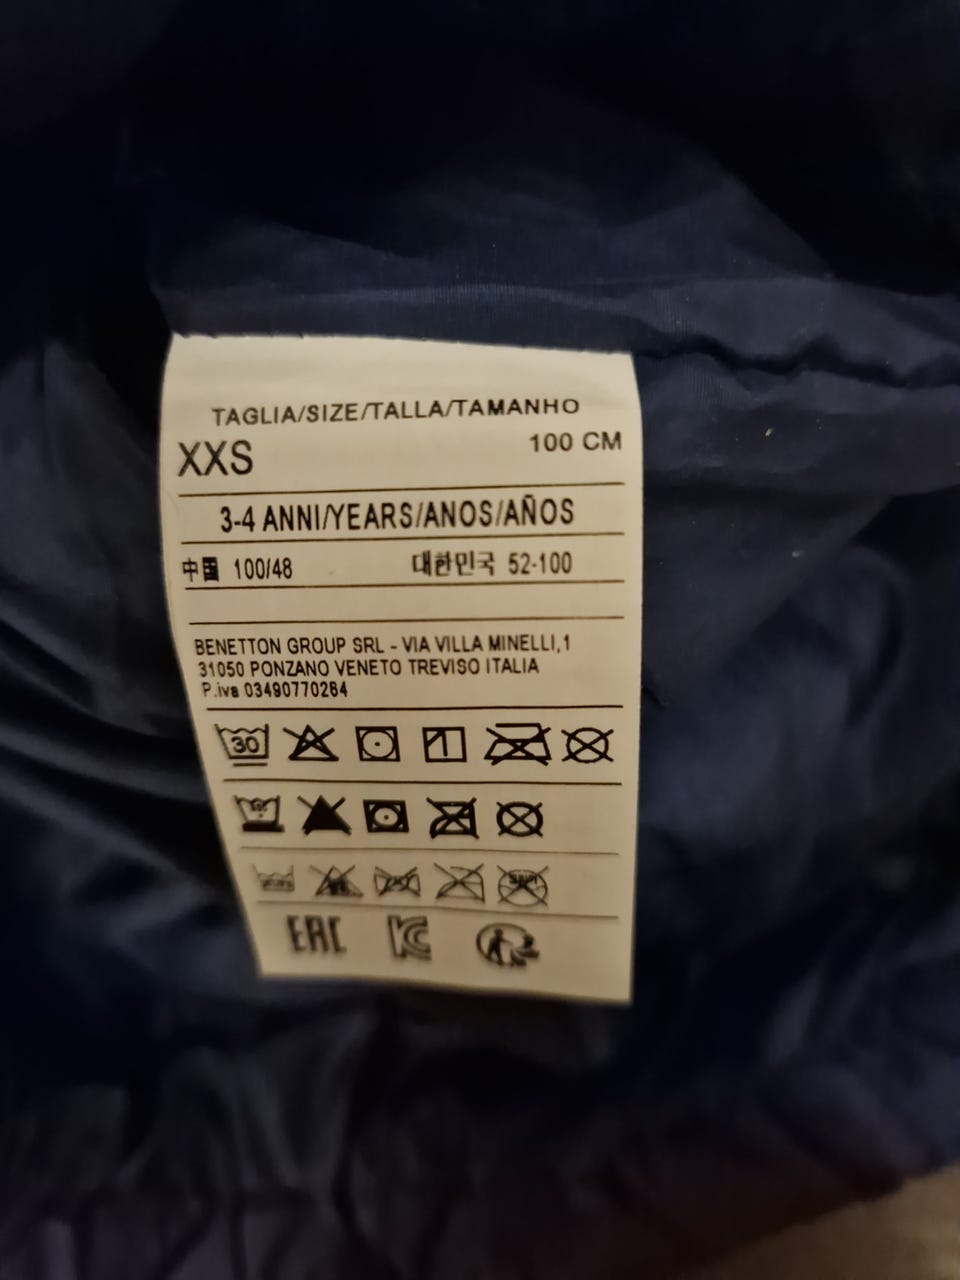 TAGLIA/SIZE/TALLA/TAMANHO
XXS 100 CM
3-4 ANNI/YEARS/ANOS/AÑOS
中国 100/48 대한민국 52-100
BENETTON GROUP SRL - VIA VILLA MINELLI,1
31050 PONZANO VENETO TREVISO ITALIA
P.iva 03490770264
30 1
EAC KC